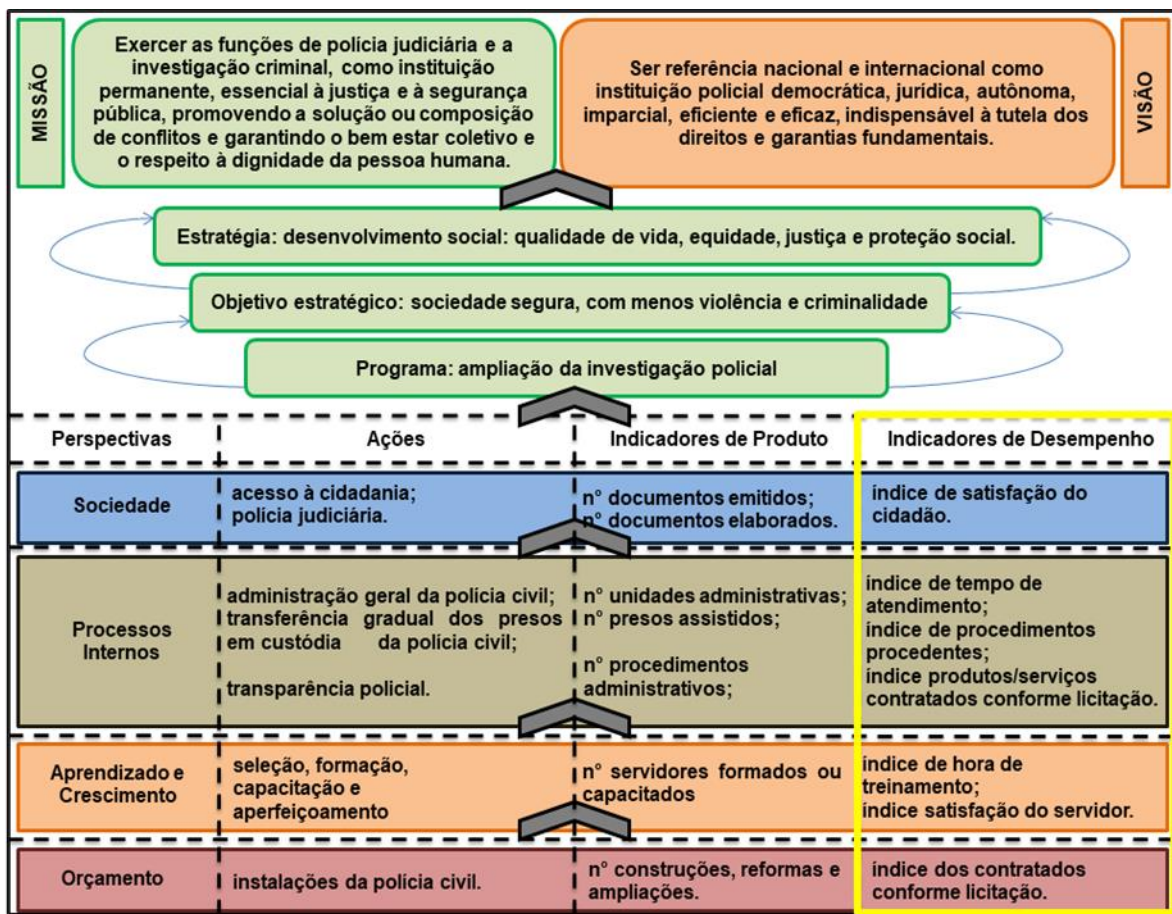 MISSÃO
Exercer as funções de polícia judiciária e a
investigação criminal, como instituição
permanente, essencial à justiça e à segurança
pública, promovendo a solução ou composição
de conflitos e garantindo o bem estar coletivo e
o respeito à dignidade da pessoa humana.
Ser referência nacional e internacional como
instituição policial democrática, jurídica, autônoma,
imparcial, eficiente e eficaz, indispensável à tutela dos
direitos e garantias fundamentais.
VISÃO
Estratégia: desenvolvimento social: qualidade de vida, equidade, justiça e proteção social.
Objetivo estratégico: sociedade segura, com menos violência e criminalidade
Programa: ampliação da investigação policial
Perspectivas
Ações
Indicadores de Produto
Indicadores de Desempenho
Sociedade
acesso à cidadania;
polícia judiciária.
n° documentos emitidos;
n° documentos elaborados.
índice de satisfação do
cidadão.
Processos
Internos
administração geral da polícia civil;
transferência gradual dos presos
em custódia da polícia civil;
transparência policial.
n° unidades administrativas;
n° presos assistidos;
n° procedimentos
administrativos;
índice de tempo de
atendimento;
índice de procedimentos
procedentes;
índice produtos/serviços
contratados conforme licitação.
Aprendizado e
Crescimento
seleção, formação,
capacitação e
aperfeiçoamento
n° servidores formados ou
capacitados
índice de hora de
treinamento;
índice satisfação do servidor.
Orçamento
instalações da polícia civil.
n° construções, reformas e
ampliações.
índice dos contratados
conforme licitação.